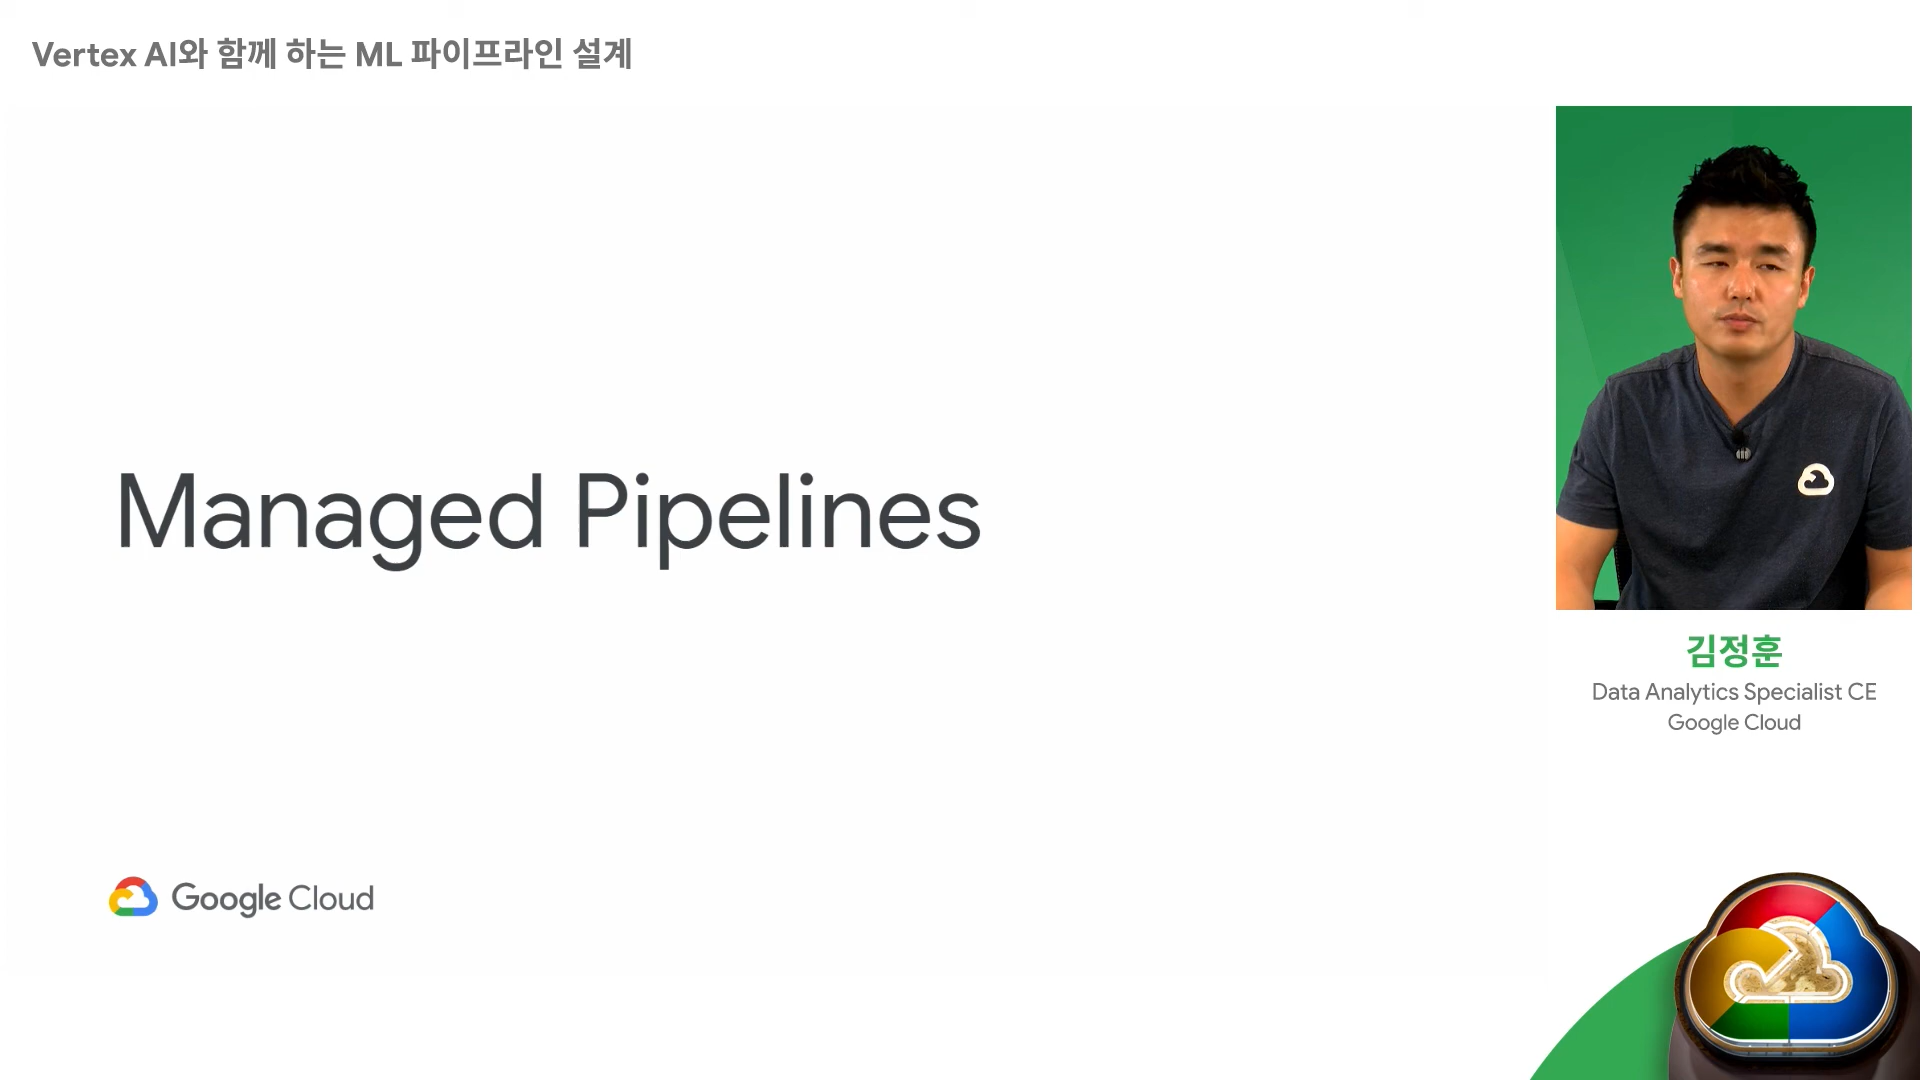 Vertex AI와 함께 하는 ML 파이프라인 설계
Managed Pipelines
김정훈
Data Analytics Specialist CE
Google Cloud
Google Cloud